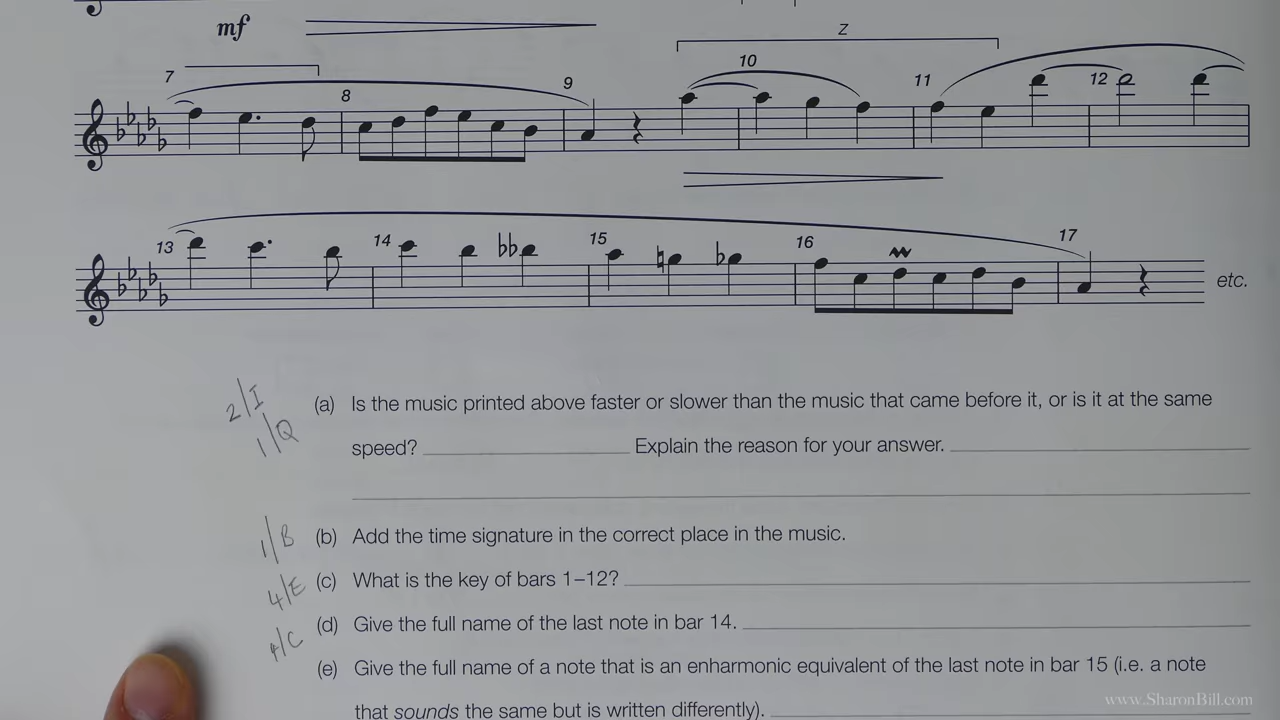 mf
Z
7
8
9
10
11
12
13
14
15
16
17
etc.
2/I
1/Q
(a) Is the music printed above faster or slower than the music that came before it, or is it at the same
speed? Explain the reason for your answer.
1/B
(b) Add the time signature in the correct place in the music.
4/E
(c) What is the key of bars 1–12?
(d) Give the full name of the last note in bar 14.
(e) Give the full name of a note that is an enharmonic equivalent of the last note in bar 15 (i.e. a note
that sounds the same but is written differently).
www.SharonBill.com